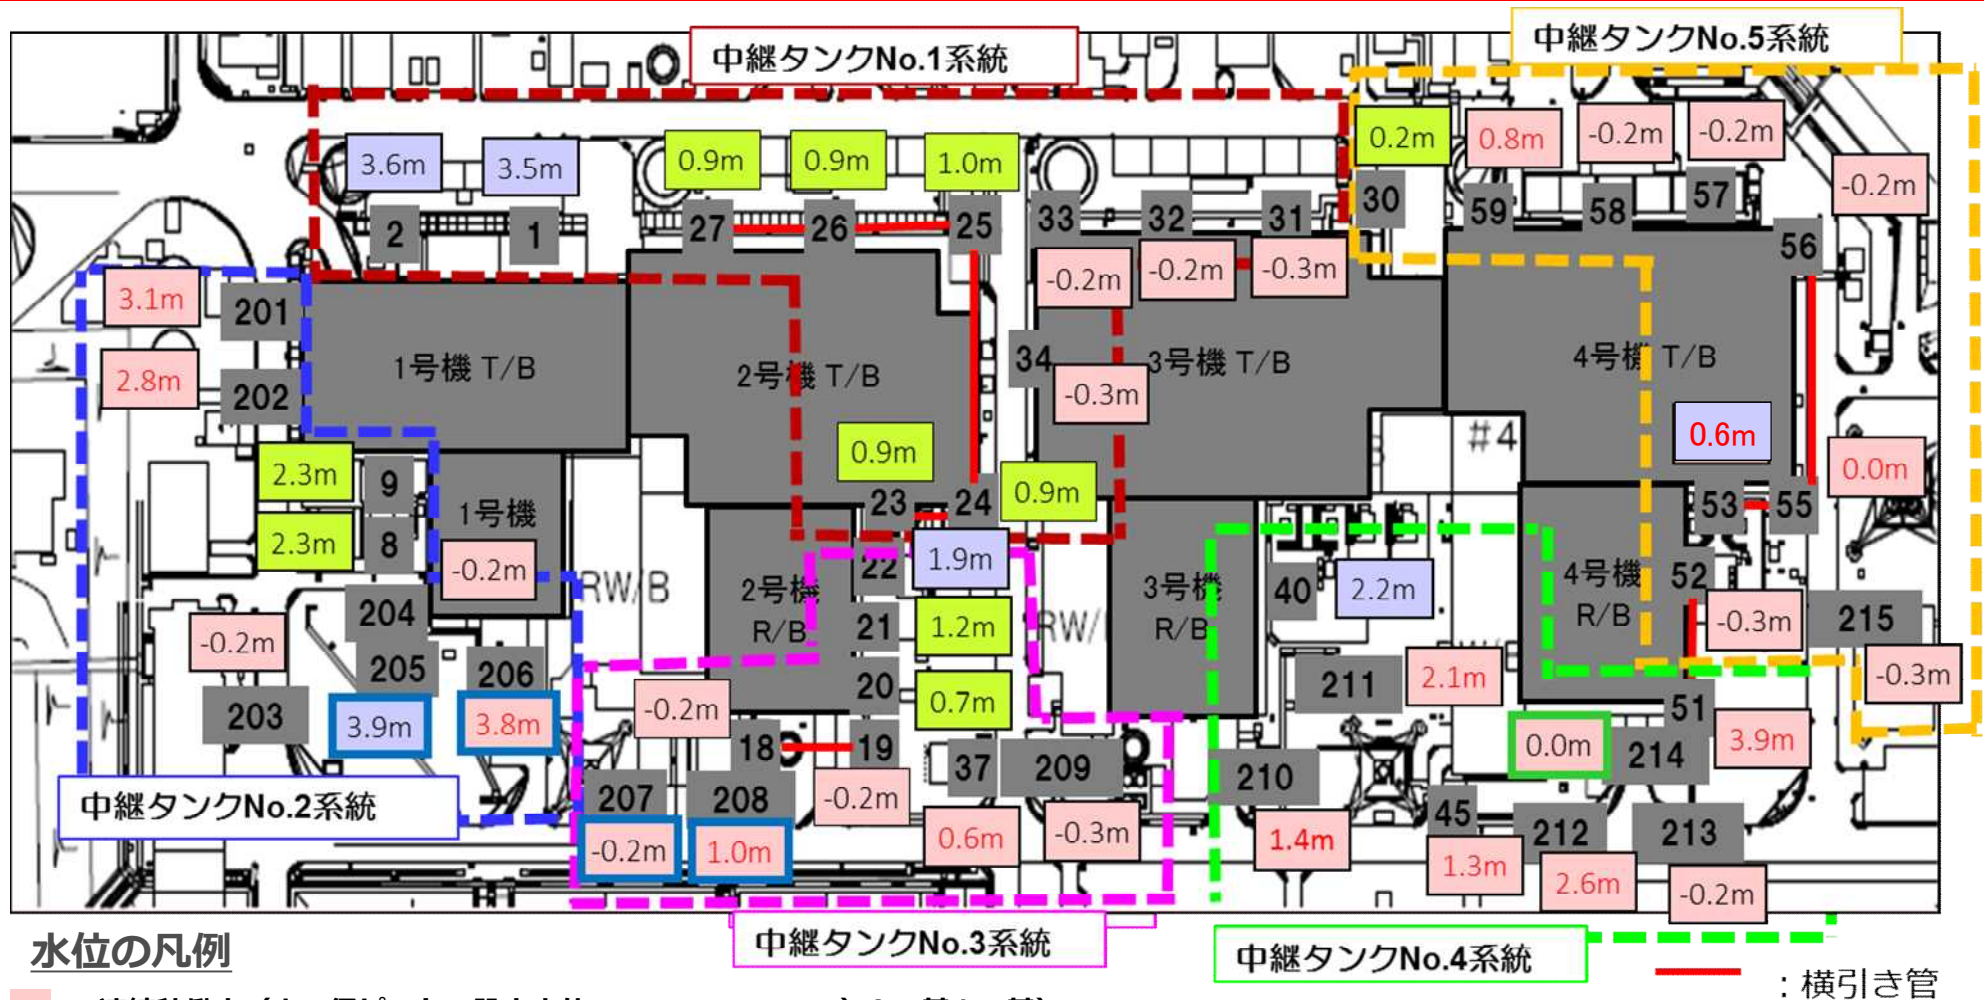 中継タンクNo.1系統
中継タンクNo.5系統
3.6m
3.5m
0.9m
0.9m
1.0m
0.2m
0.8m
-0.2m
-0.2m
-0.2m
2
1
27
26
25
33
32
31
30
59
58
57
56
-0.2m
-0.2m
-0.3m
3.1m
201
2.8m
202
1号機 T/B
2号機 T/B
34
3号機 T/B
-0.3m
4号機 T/B
0.6m
#4
0.0m
2.3m
9
0.9m
0.9m
23
24
53
55
2.3m
8
1号機
-0.2m
RW/B
22
1.9m
2号機
R/B
21
1.2m
20
0.7m
RW/
3号機
R/B
40
2.2m
4号機
R/B
52
-0.3m
215
-0.3m
204
-0.2m
205
206
203
3.9m
3.8m
-0.2m
18
19
-0.2m
37
209
211
2.1m
51
0.0m
214
3.9m
210
中継タンクNo.2系統
207
208
-0.2m
1.0m
0.6m
-0.3m
1.4m
45
212
213
1.3m
2.6m
-0.2m
中継タンクNo.3系統
中継タンクNo.4系統
水位の凡例
：横引き管